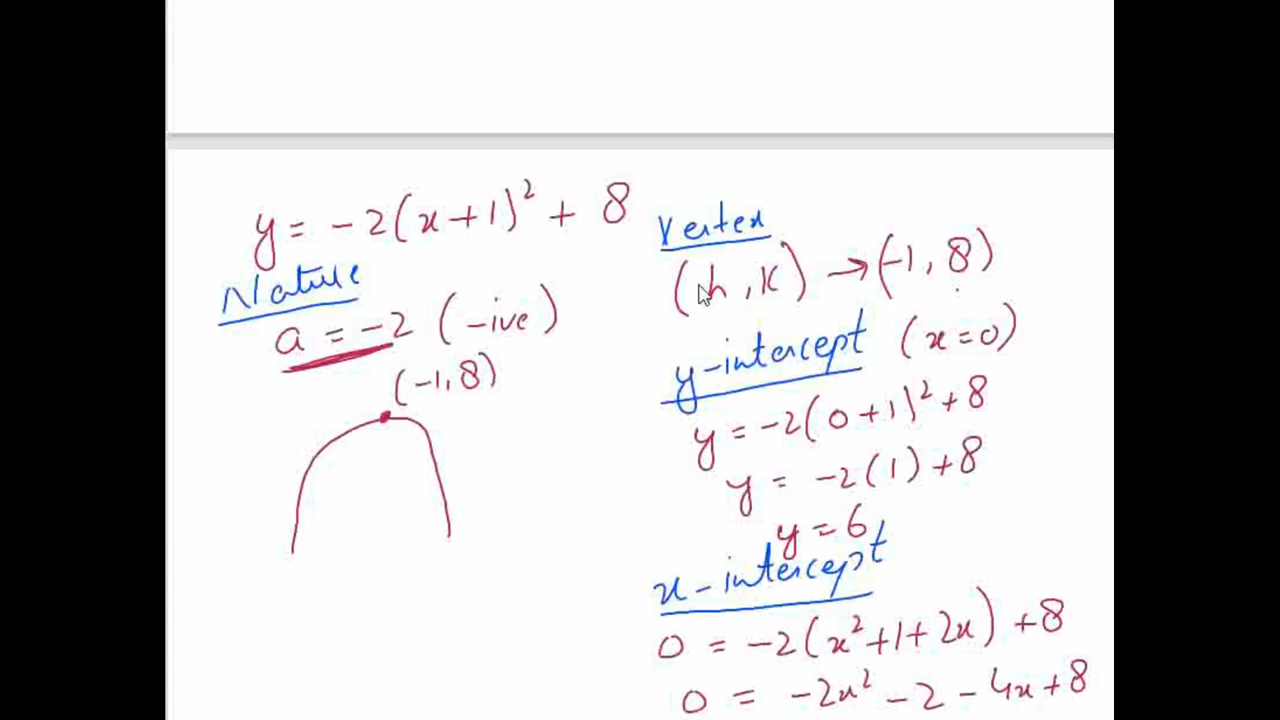 y = -2(x+1)² + 8
Nature
a = -2 (-ive)
(-1, 8)
Vertex
(h, k) → (-1, 8)
y-intercept (x=0)
y = -2(0+1)² + 8
y = -2(1) + 8
y = 6
x-intercept
0 = -2(x²+1+2x) + 8
0 = -2x² - 2 - 4x + 8